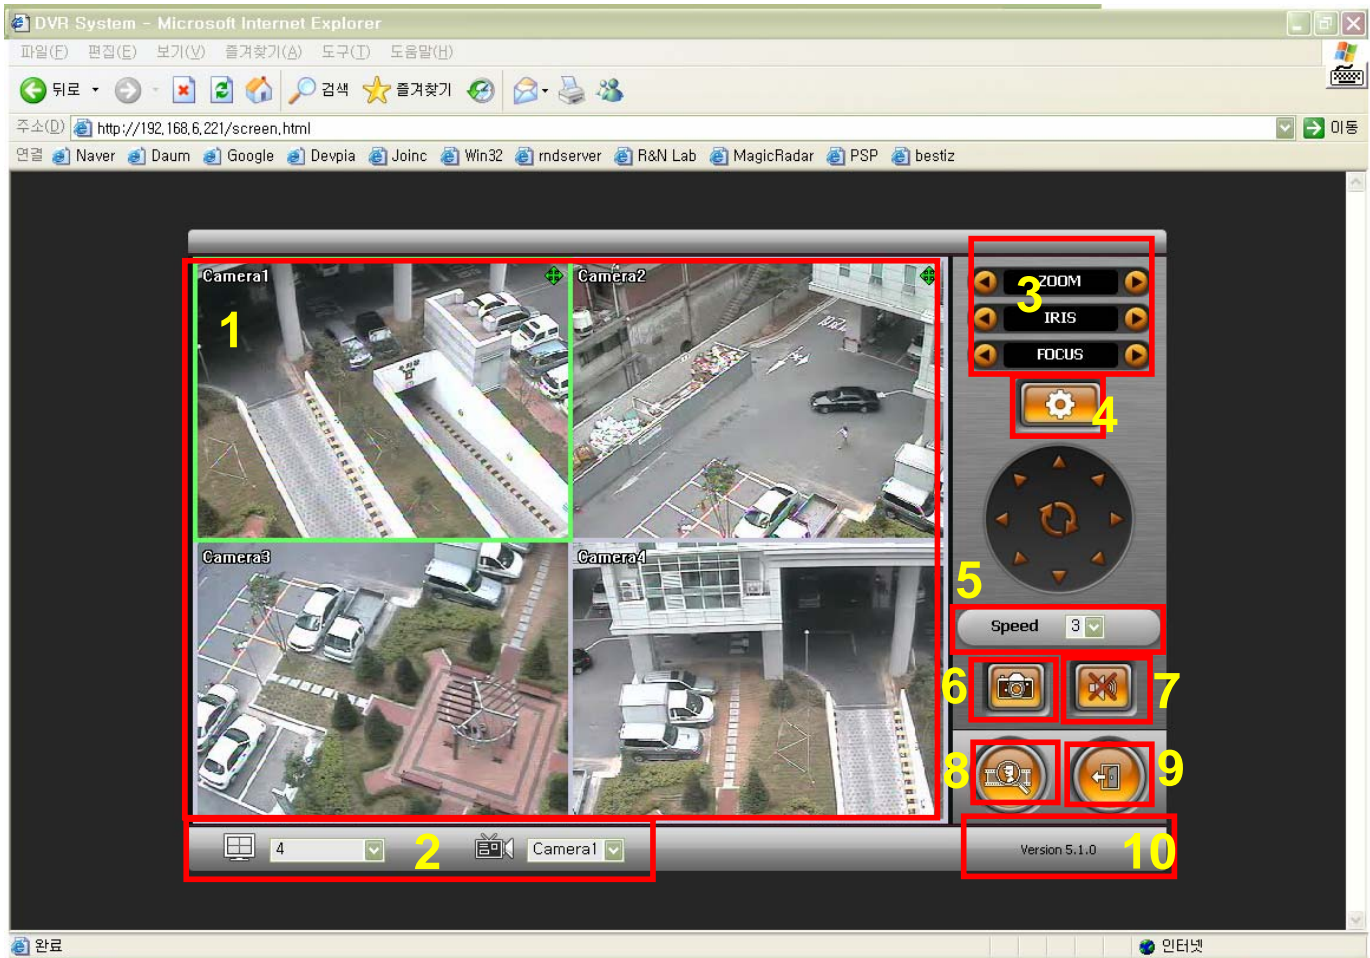 DVR System - Microsoft Internet Explorer
파일(F) 편집(E) 보기(V) 즐겨찾기(A) 도구(T) 도움말(H)
뒤로 검색 즐겨찾기
주소(D) http://192.168.6.221/screen.html 이동
연결 Naver Daum Google Devpia Joinc Win32 rndserver R&N Lab MagicRadar PSP bestiz
Camera1 Camera2
1
ZOOM
3
IRIS
FOCUS
4
Camera3 Camera4
5
Speed 3
6 7
8 9
4 2 Camera1 Version 5.1.0 10
완료 인터넷